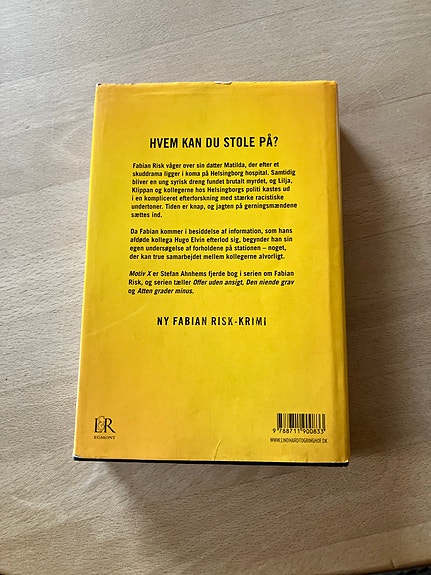 HVEM KAN DU STOLE PÅ?
Fabian Risk våger over sin datter Matilda, der efter et
skuddrama ligger i koma på Helsingborg hospital. Samtidig
bliver en ung syrisk dreng fundet brutalt myrdet, og Lilja,
Klippan og kollegerne hos Helsingborgs politi kastes ud
i en kompliceret efterforskning med stærke racistiske
undertoner. Tiden er knap, og jagten på gerningsmændene
sættes ind.
Da Fabian kommer i besiddelse af information, som hans
afdøde kollega Hugo Elvin efterlod sig, begynder han sin
egen undersøgelse af forholdene på stationen – noget,
der kan true samarbejdet mellem kollegerne alvorligt.
Motiv X er Stefan Ahnhems fjerde bog i serien om Fabian
Risk, og serien tæller Offer uden ansigt, Den niende grav
og Atten grader minus.
NY FABIAN RISK-KRIMI
L&R
EGMONT
9 788711 900833
WWW.LINDHARDTOGRINGHOF.DK